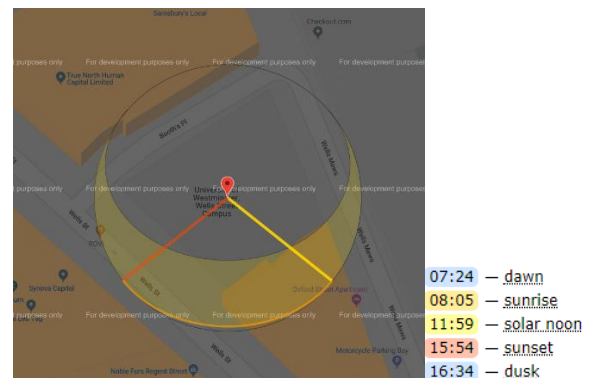 Sainsbury's Local
Checkout.com
purposes only For development purposes only For development purposes only For development purposes
True North Human
Capital Limited
Booth's Pl
Wells Mews
purposes only For development purposes only For development purposes only For development purposes
University
Westminster
Wells Street
Campus
Wells St
Wells Mews
purposes only For development purposes only For development purposes only For development purposes
Synova Capital
Wells St
Oxford Street Apartment
For development purposes only For development purposes only For development purposes
Wells St
Motorcycle Parking Bay
Noble Furs Regent Street
07:24 — dawn
08:05 — sunrise
11:59 — solar noon
15:54 — sunset
16:34 — dusk